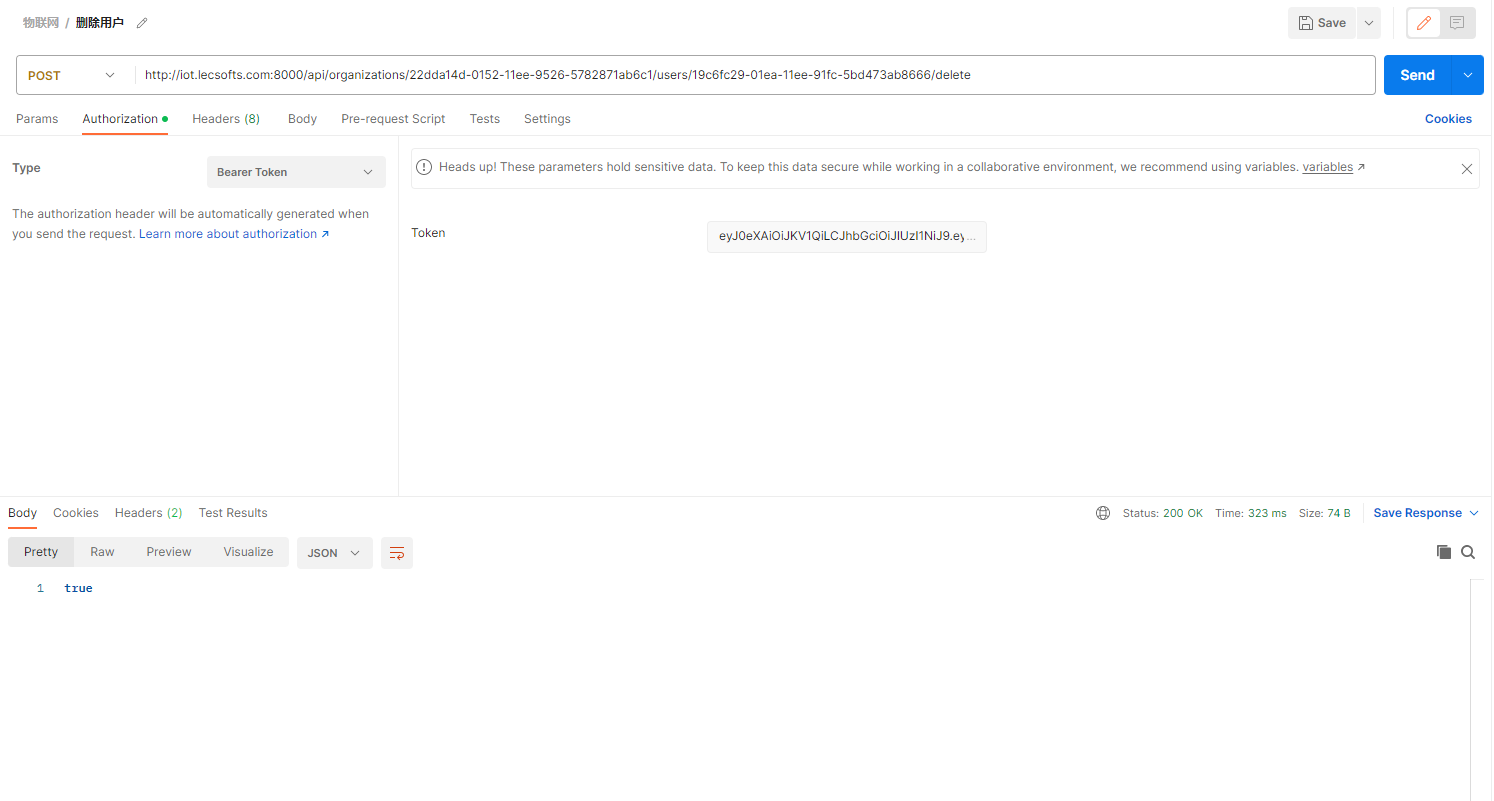 物联网 / 删除用户
Save
POST
http://iot.lecsofts.com:8000/api/organizations/22dda14d-0152-11ee-9526-5782871ab6c1/users/19c6fc29-01ea-11ee-91fc-5bd473ab8666/delete
Send
Params Authorization Headers (8) Body Pre-request Script Tests Settings Cookies
Type
Bearer Token
The authorization header will be automatically generated when
you send the request. Learn more about authorization ↗
Heads up! These parameters hold sensitive data. To keep this data secure while working in a collaborative environment, we recommend using variables. variables ↗
Token
eyJ0eXAiOiJKV1QiLCJhbGciOiJIUzI1NiJ9.ey...
Body Cookies Headers (2) Test Results
Status: 200 OK Time: 323 ms Size: 74 B Save Response
Pretty Raw Preview Visualize JSON
1 true